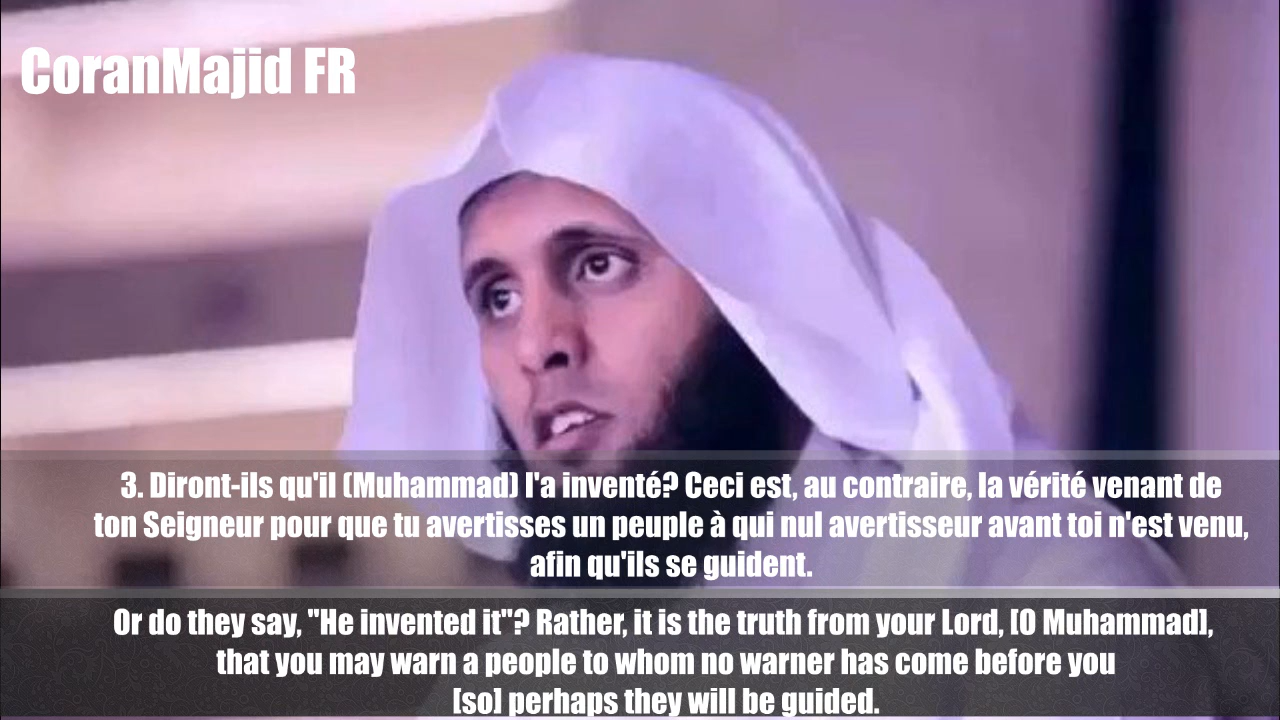 CoranMajid FR
3. Diront-ils qu'il (Muhammad) l'a inventé? Ceci est, au contraire, la vérité venant de
ton Seigneur pour que tu avertisses un peuple à qui nul avertisseur avant toi n'est venu,
afin qu'ils se guident.
Or do they say, "He invented it"? Rather, it is the truth from your Lord, [O Muhammad],
that you may warn a people to whom no warner has come before you
[so] perhaps they will be guided.